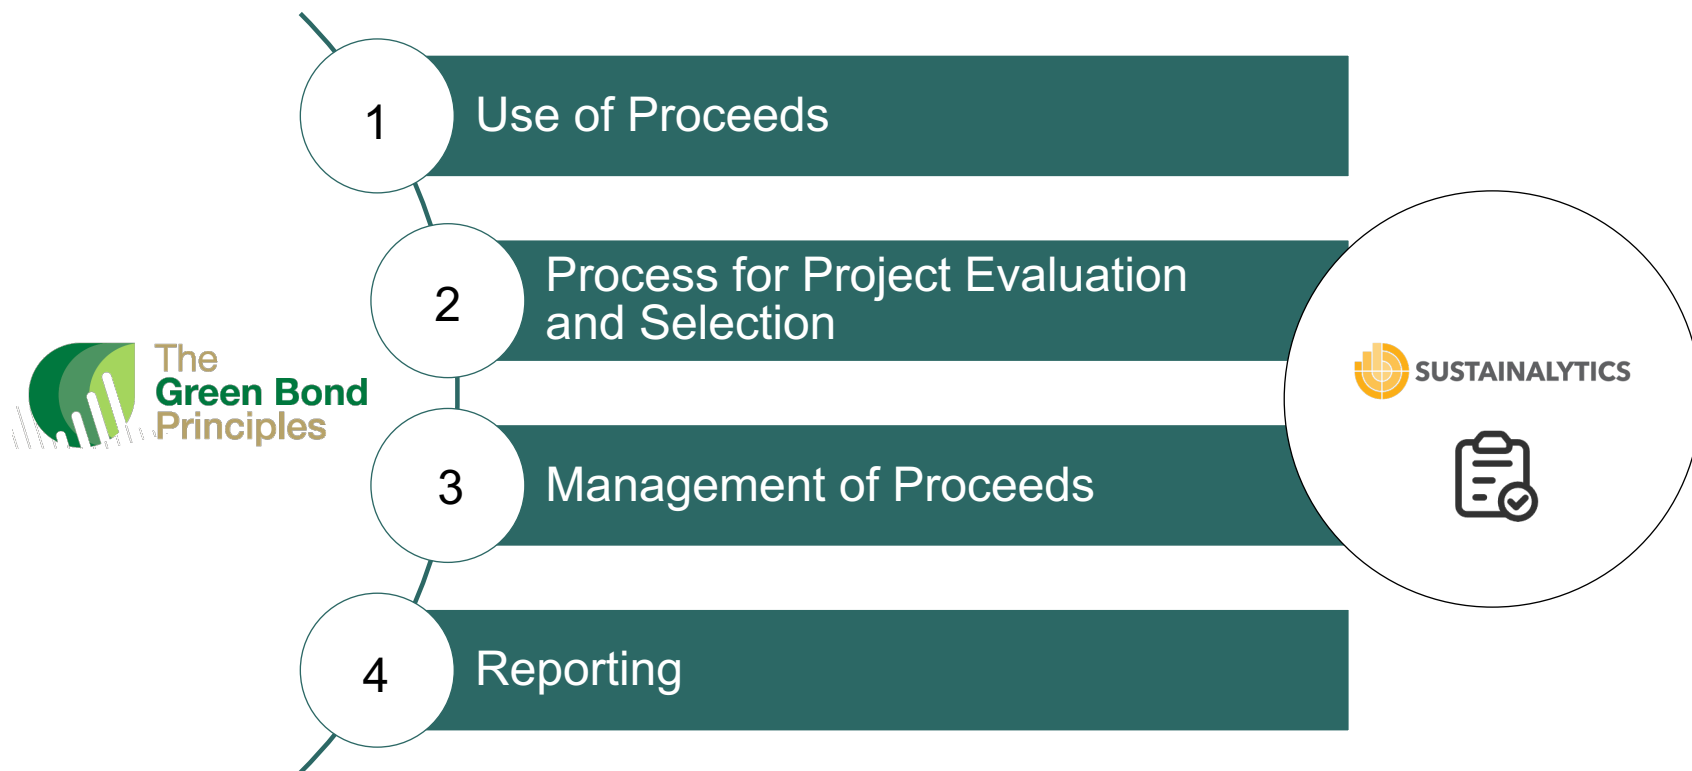 1
Use of Proceeds
2
Process for Project Evaluation
and Selection
The
Green Bond
Principles
SUSTAINALYTICS
3
Management of Proceeds
4
Reporting